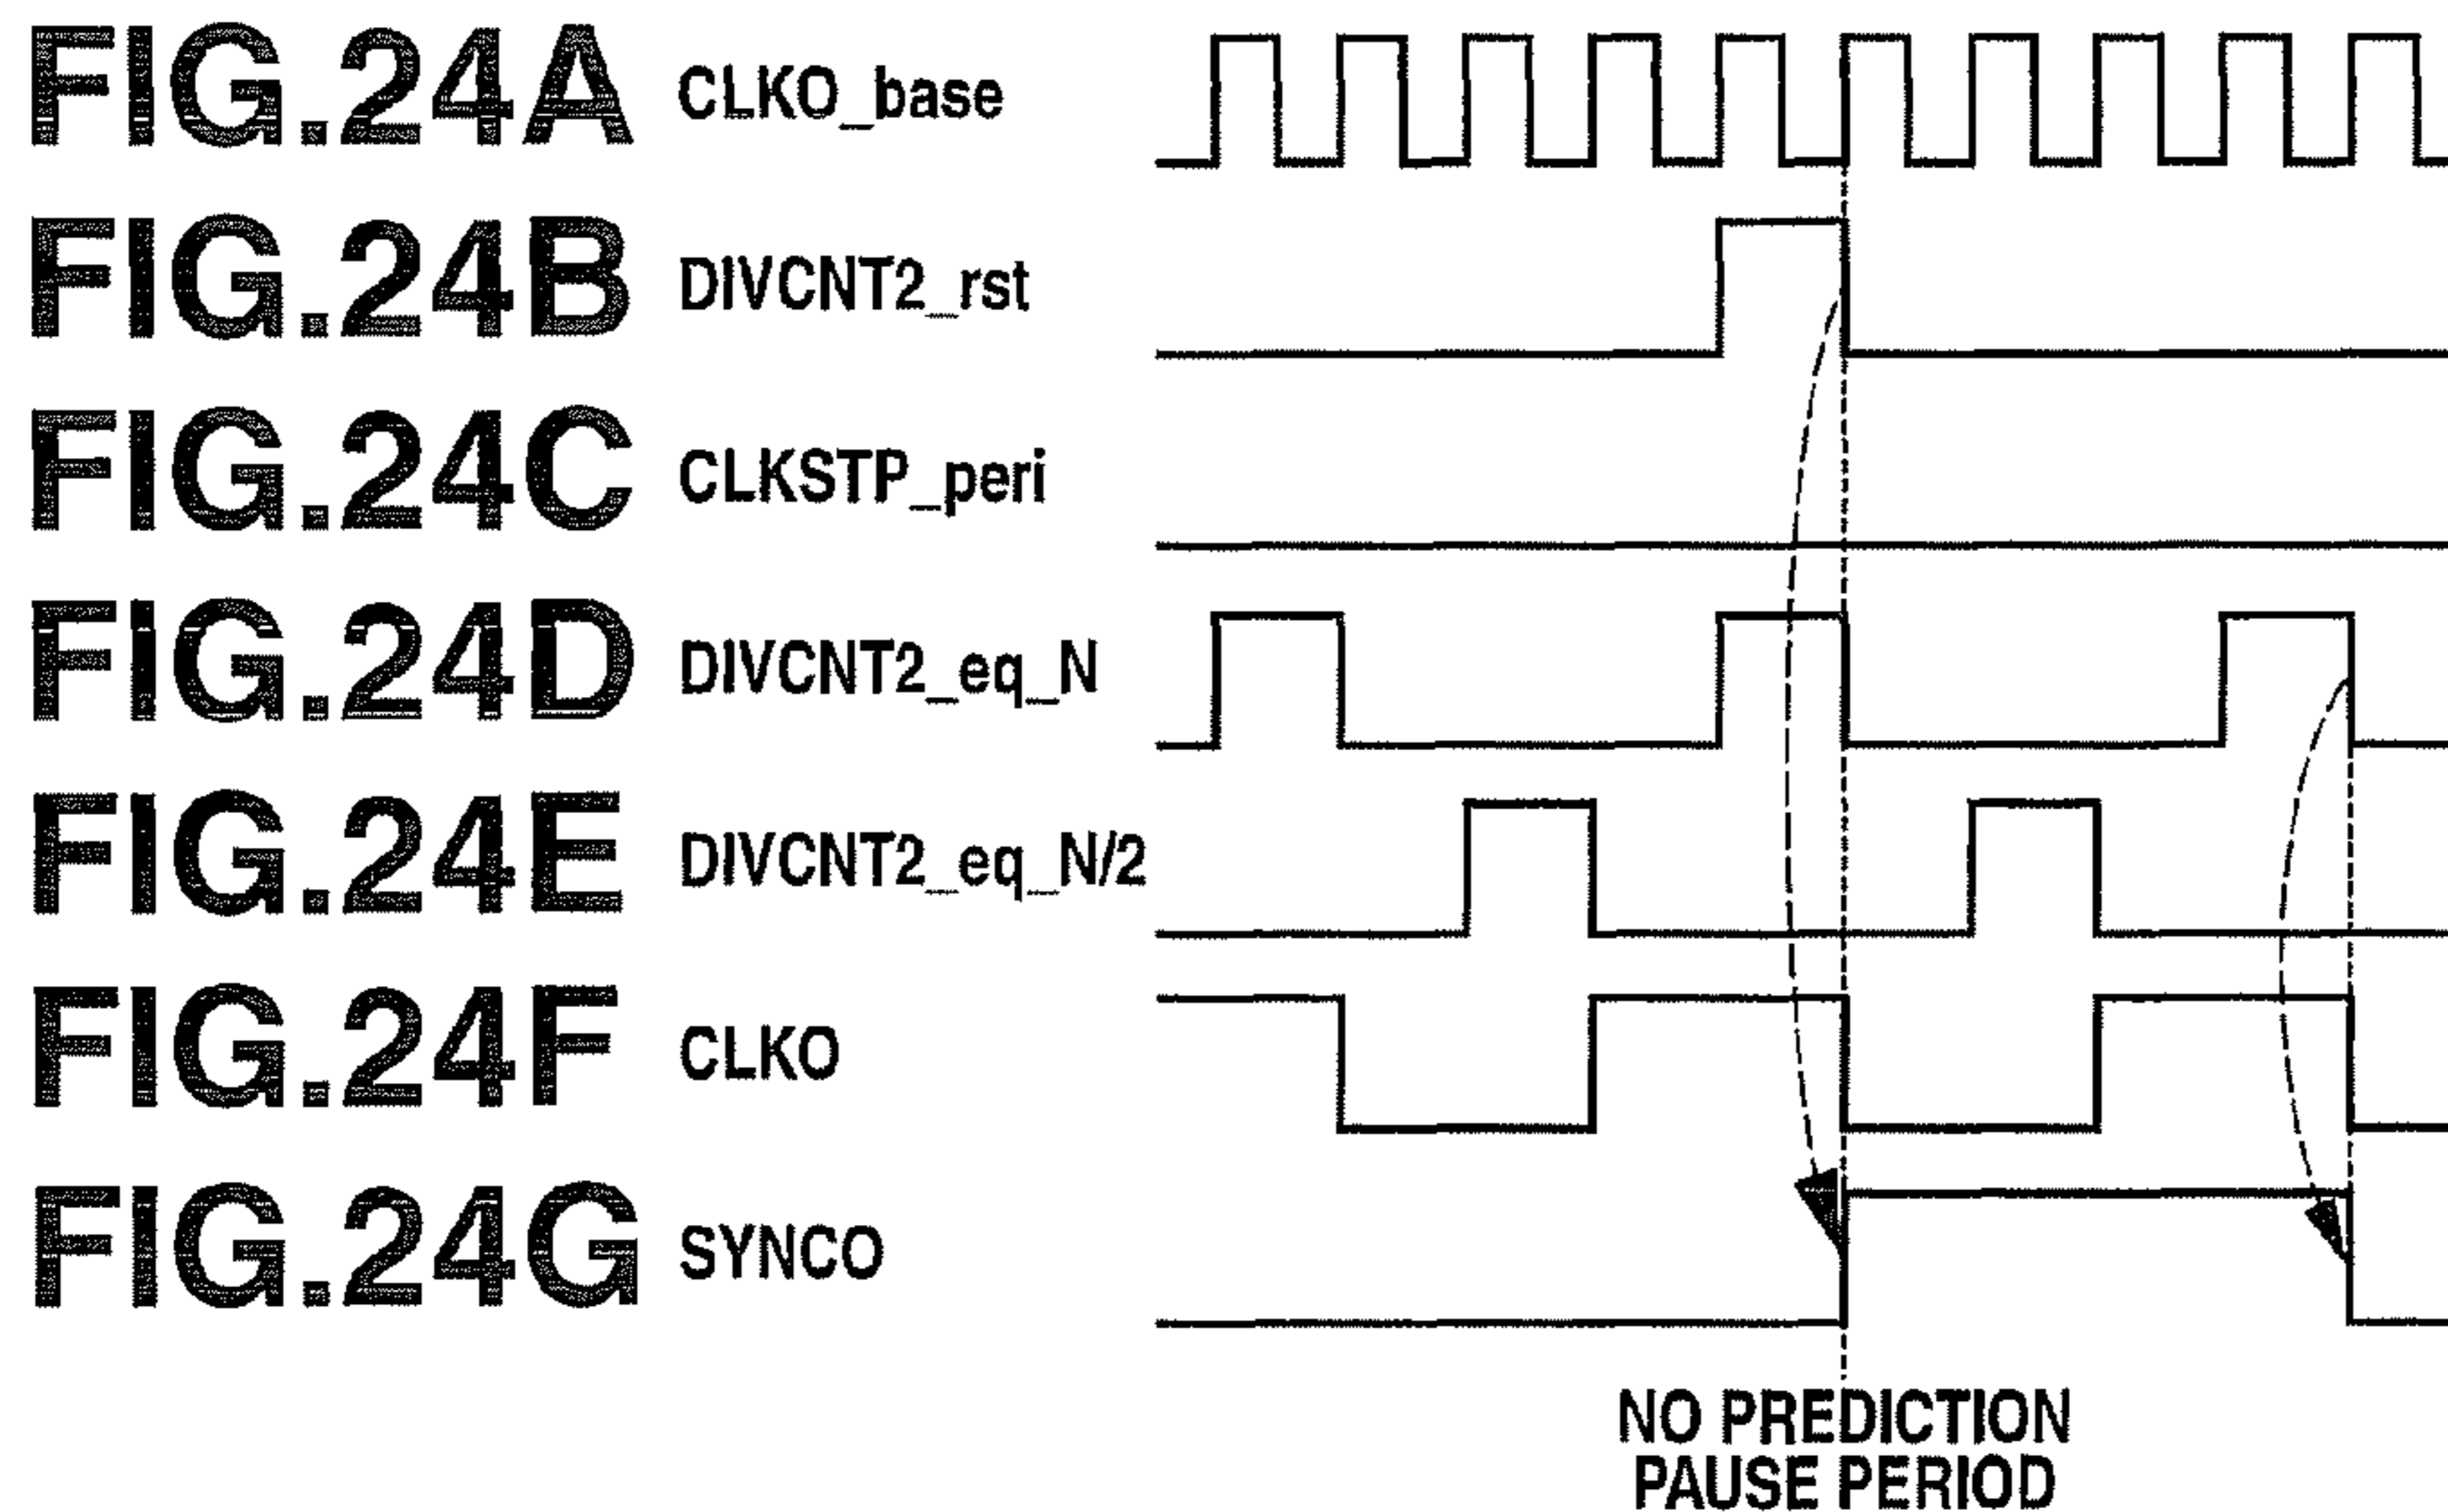 FIG.24A CLKO_base
FIG.24B DIVCNT2_rst
FIG.24C CLKSTP_peri
FIG.24D DIVCNT2_eq_N
FIG.24E DIVCNT2_eq_N/2
FIG.24F CLKO
FIG.24G SYNCO
NO PREDICTION
PAUSE PERIOD